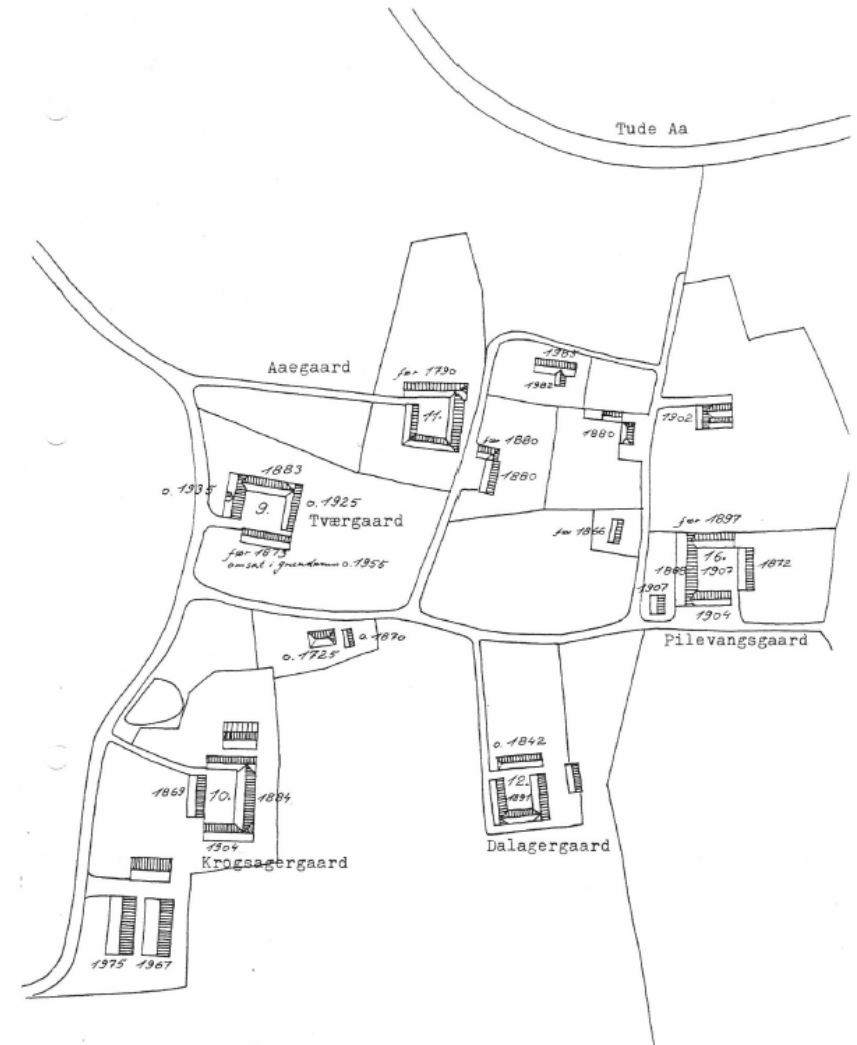 Tude Aa
Aaegaard
før 1790
11.
1983
1982
1902
før 1880
1880
1880
1883
o. 1935
9.
o. 1925
Tværgaard
før 1873
omsat i grundmur o. 1955
før 1866
før 1897
16.
1907
1868
1872
1907
1904
Pilevangsgaard
o. 1870
o. 1725
o. 1842
12.
1891
Dalagergaard
1869
10.
1884
1904
Krogsagergaard
1975
1967